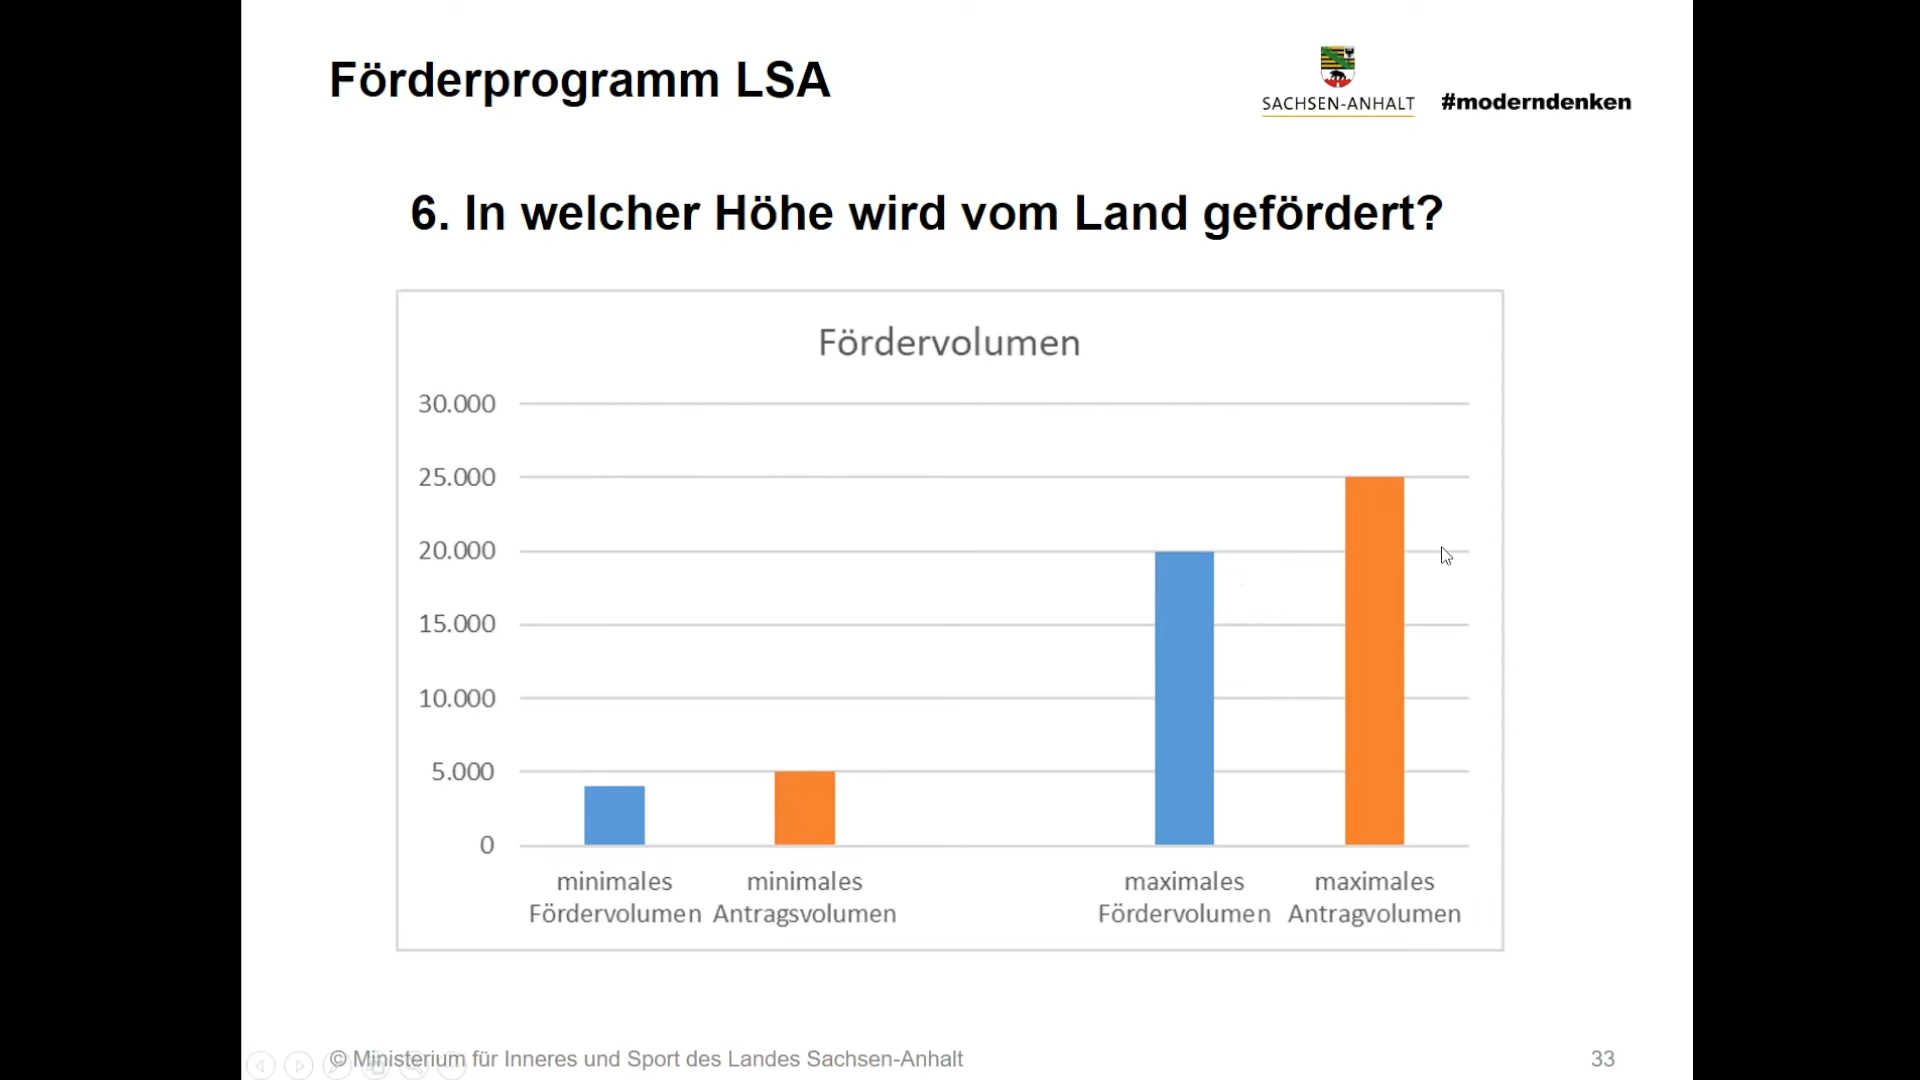 Förderprogramm LSA
SACHSEN-ANHALT #moderndenken
6. In welcher Höhe wird vom Land gefördert?
Fördervolumen
30.000
25.000
20.000
15.000
10.000
5.000
0
minimales Fördervolumen
minimales Antragsvolumen
maximales Fördervolumen
maximales Antragvolumen
© Ministerium für Inneres und Sport des Landes Sachsen-Anhalt
33